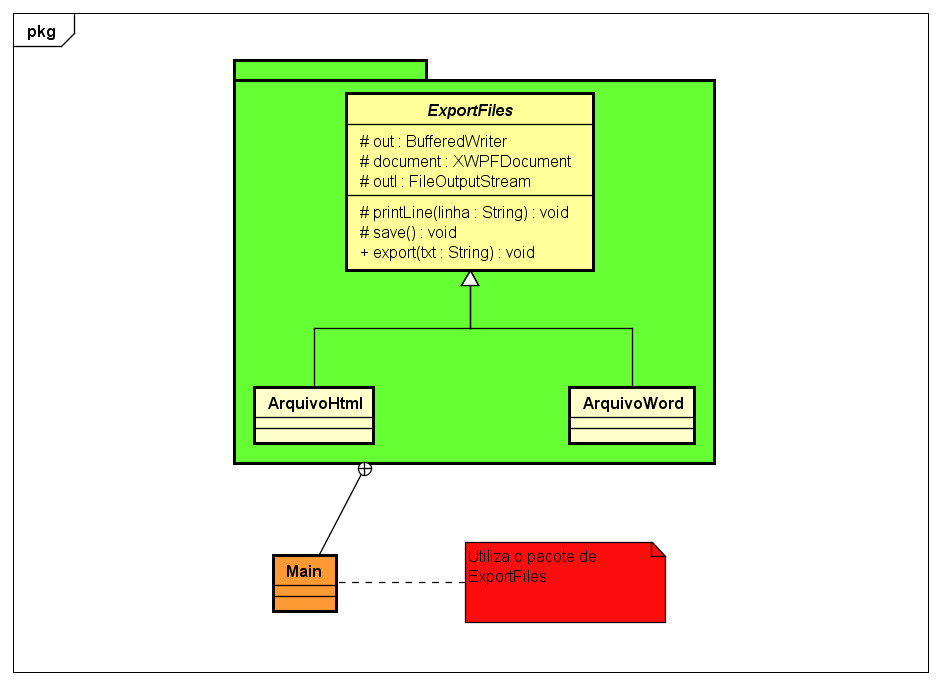 pkg
ExportFiles
# out : BufferedWriter
# document : XWPFDocument
# outI : FileOutputStream
# printLine(linha : String) : void
# save() : void
+ export(txt : String) : void
ArquivoHtml
ArquivoWord
Main
Utiliza o pacote de
ExportFiles